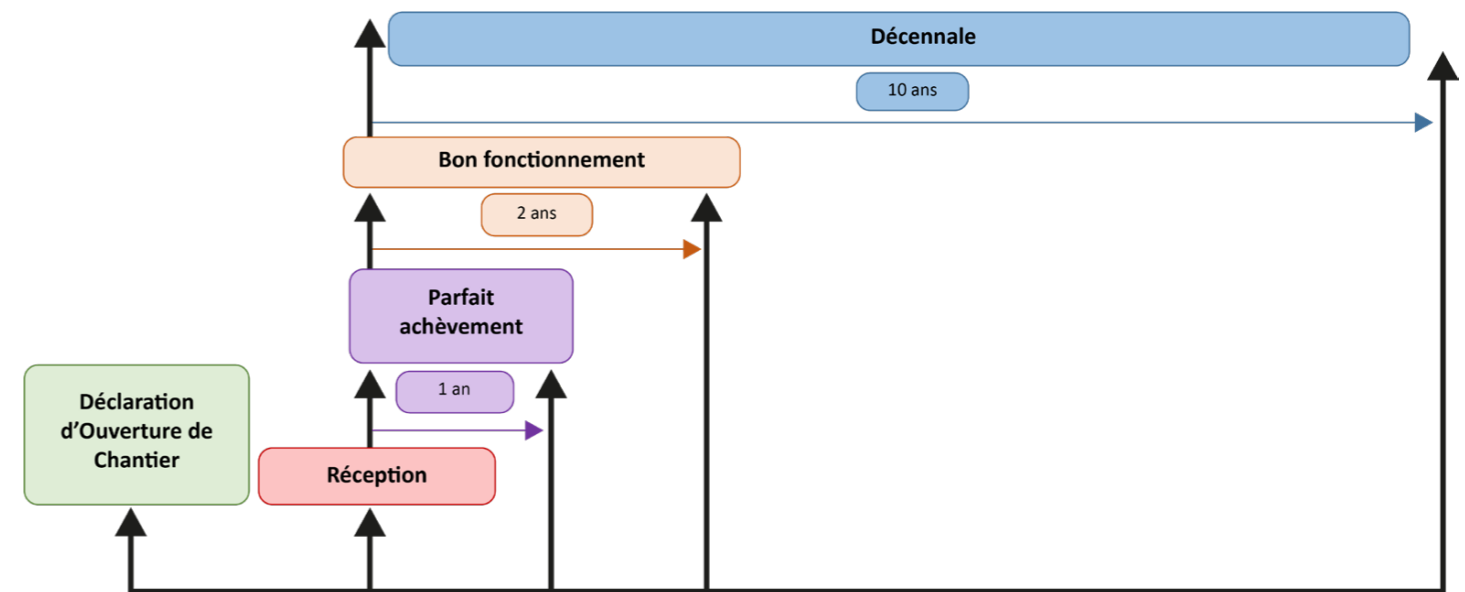 Décennale
10 ans
Bon fonctionnement
2 ans
Parfait
achèvement
1 an
Déclaration
d’Ouverture de
Chantier
Réception